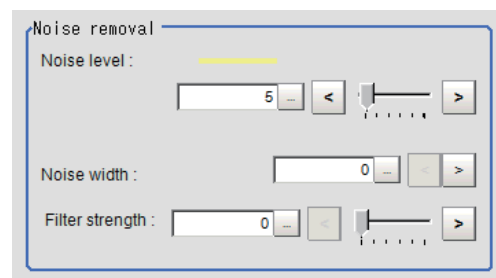 Noise removal
Noise level :
5 ... < >
Noise width :
0 ... < >
Filter strength :
0 ... < >